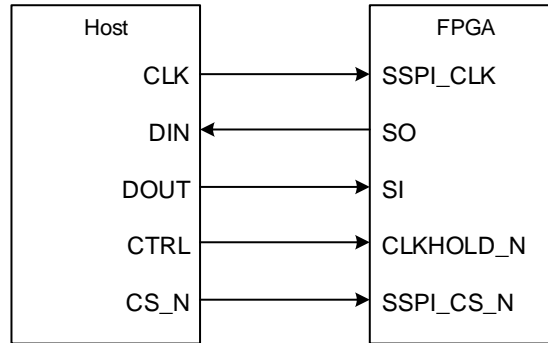 Host FPGA
CLK SSPI_CLK
DIN SO
DOUT SI
CTRL CLKHOLD_N
CS_N SSPI_CS_N